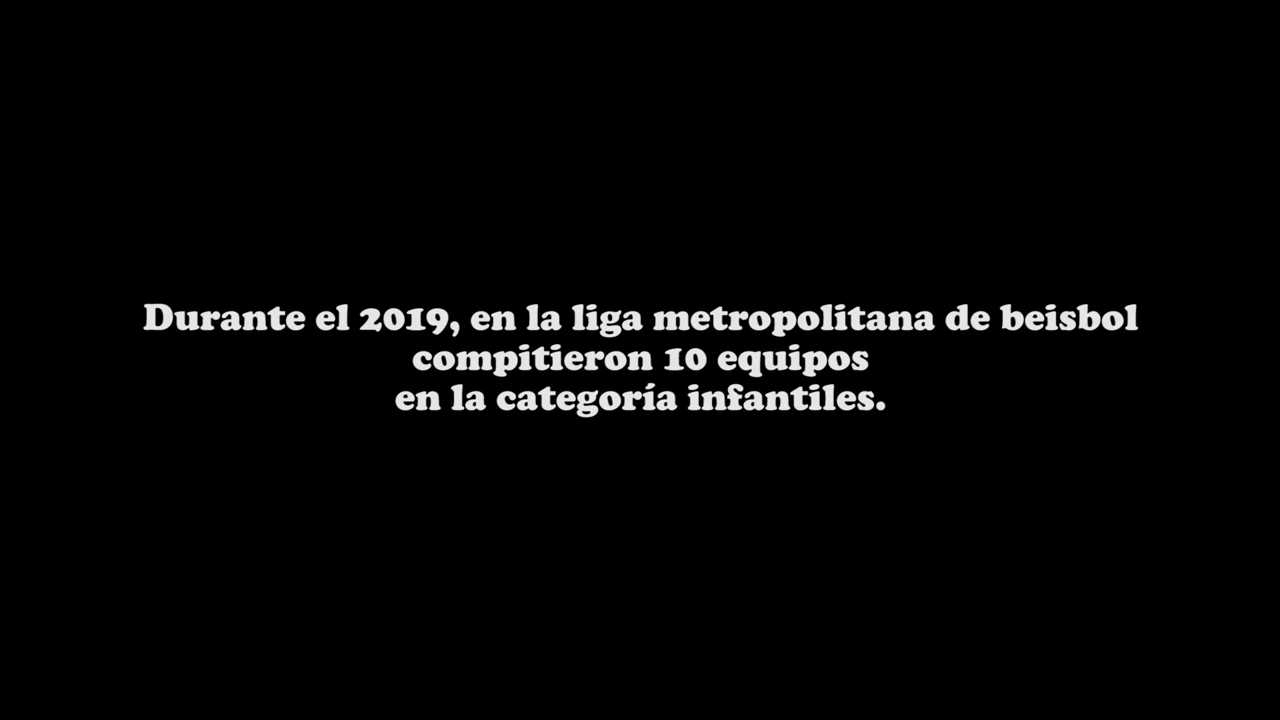 Durante el 2019, en la liga metropolitana de beisbol
compitieron 10 equipos
en la categoría infantiles.